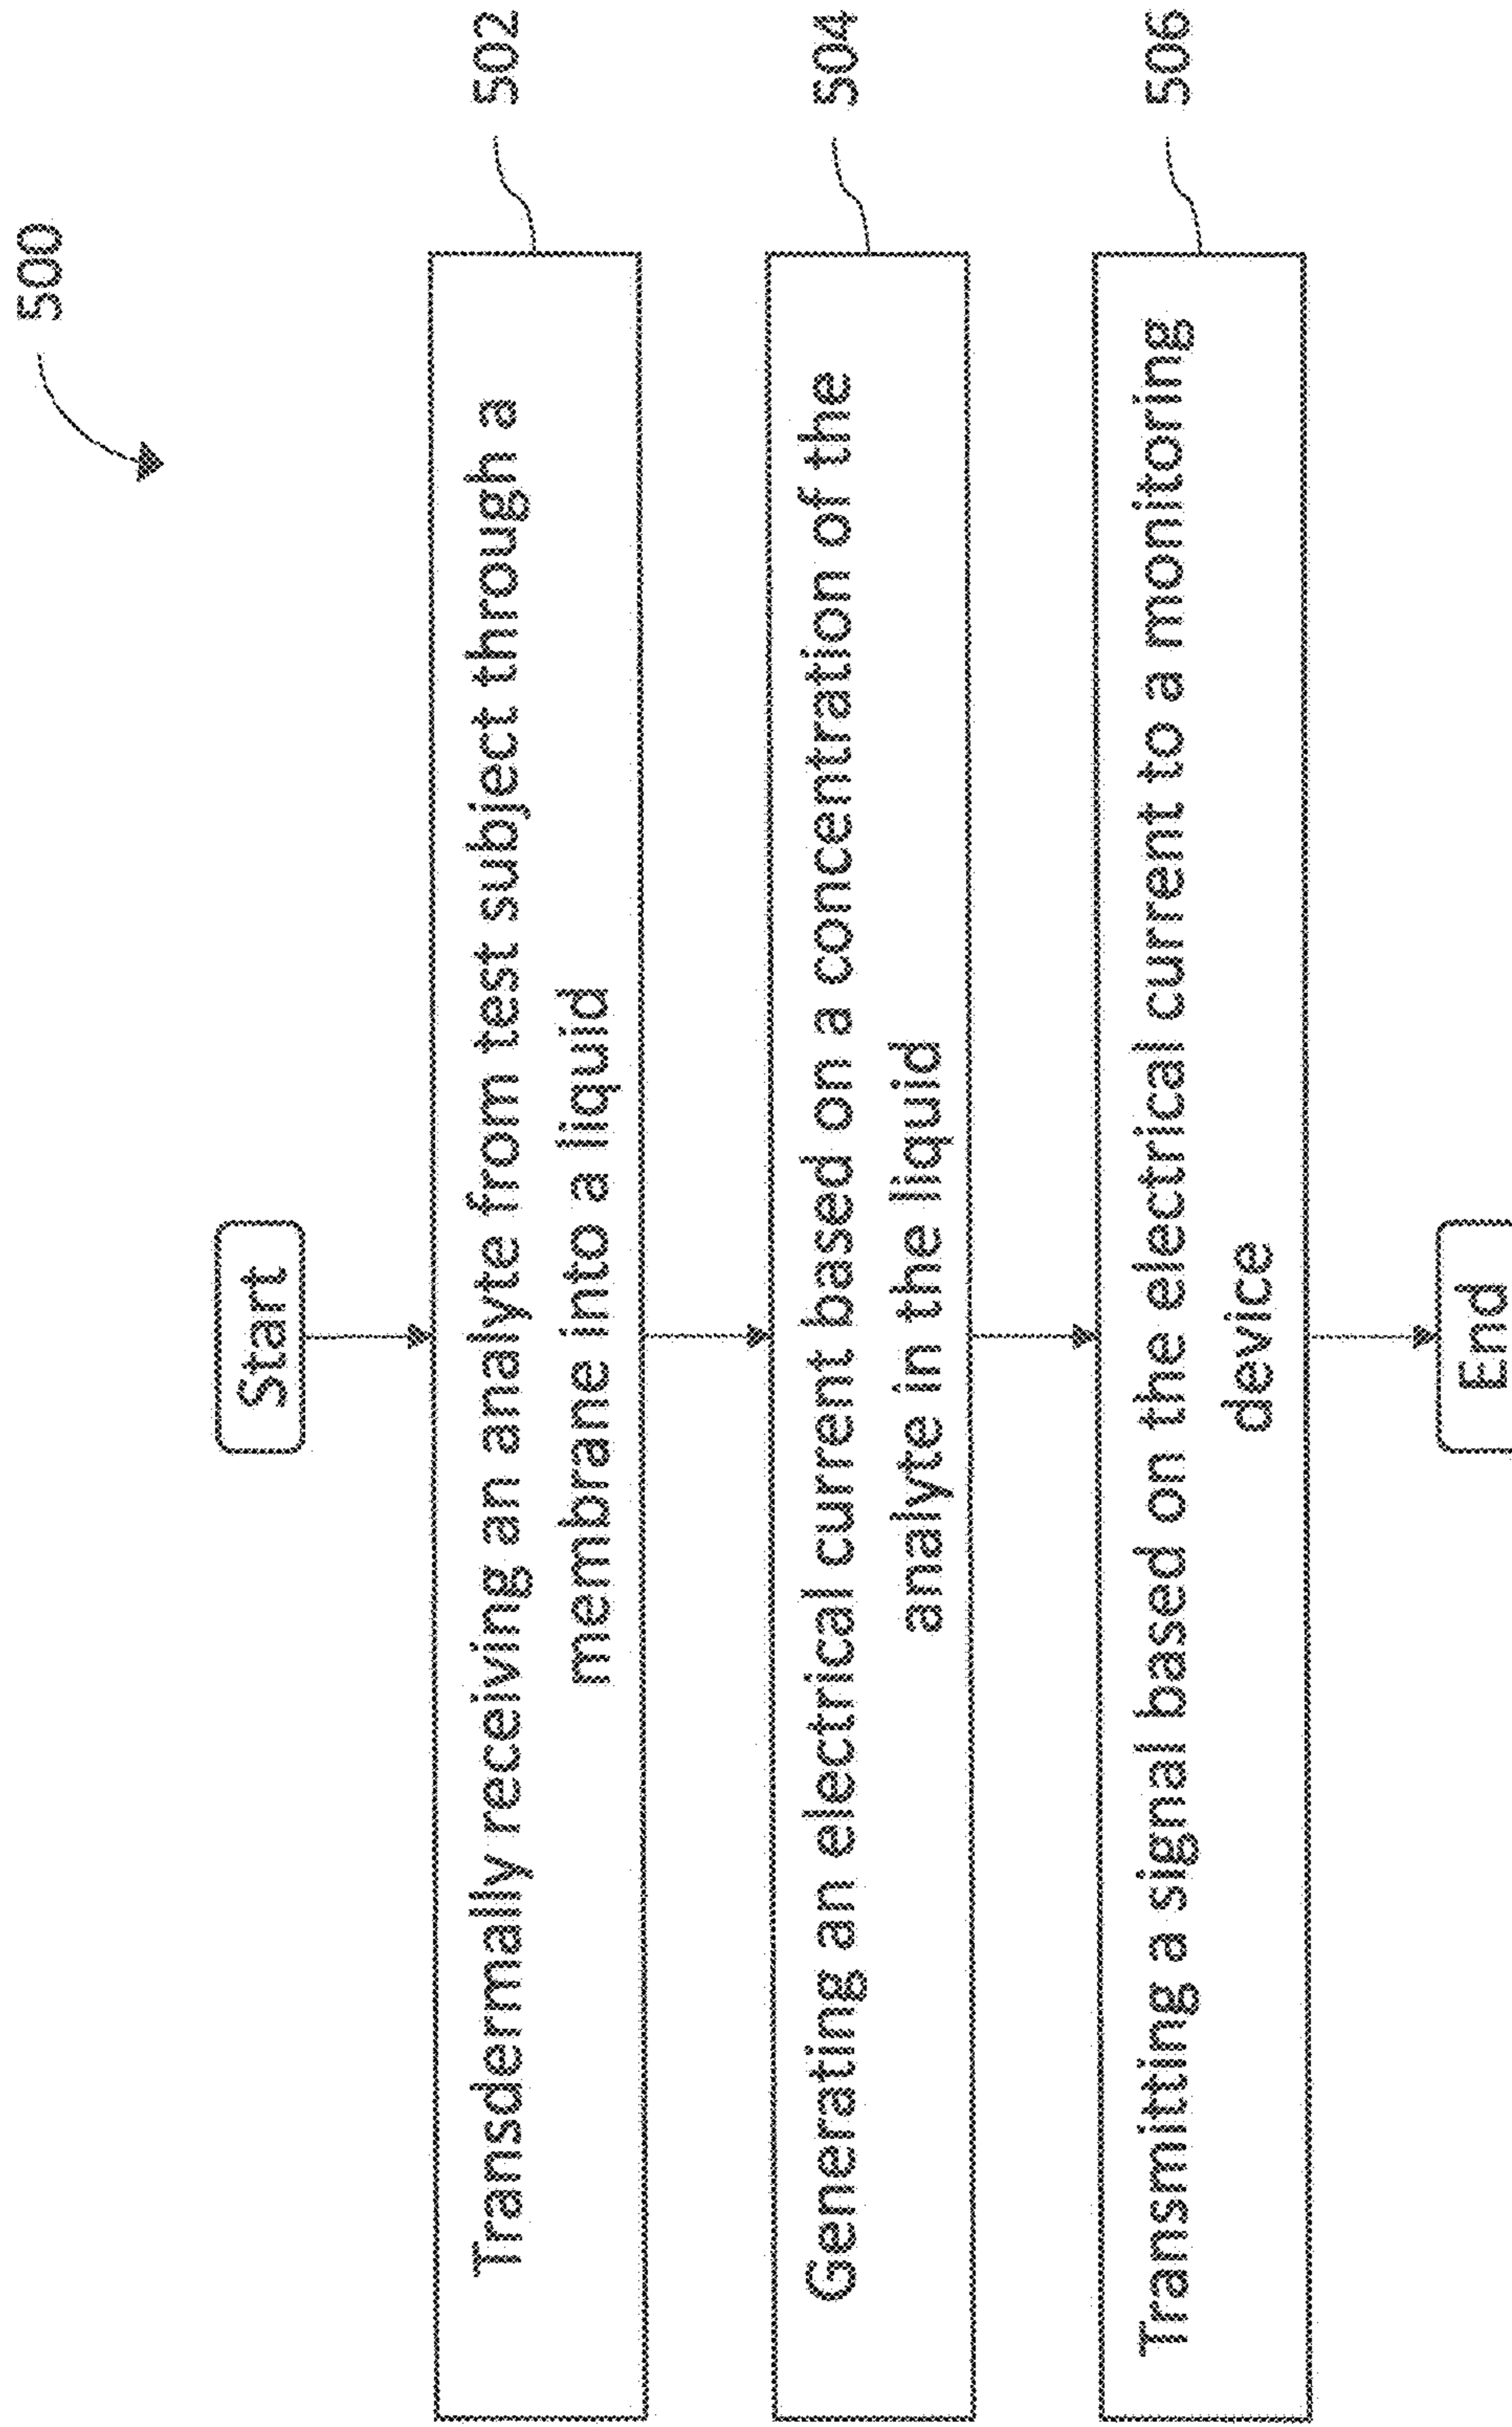 500
Start
Transdermally receiving an analyte from test subject through a
membrane into a liquid
502
Generating an electrical current based on a concentration of the
analyte in the liquid
504
Transmitting a signal based on the electrical current to a monitoring
device
506
End